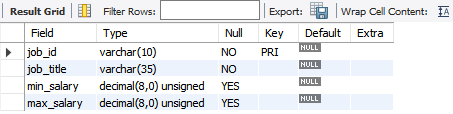 Result Grid Filter Rows: Export: Wrap Cell Content: IA
Field Type Null Key Default Extra
job_id varchar(10) NO PRI NULL
job_title varchar(35) NO NULL
min_salary decimal(8,0) unsigned YES NULL
max_salary decimal(8,0) unsigned YES NULL